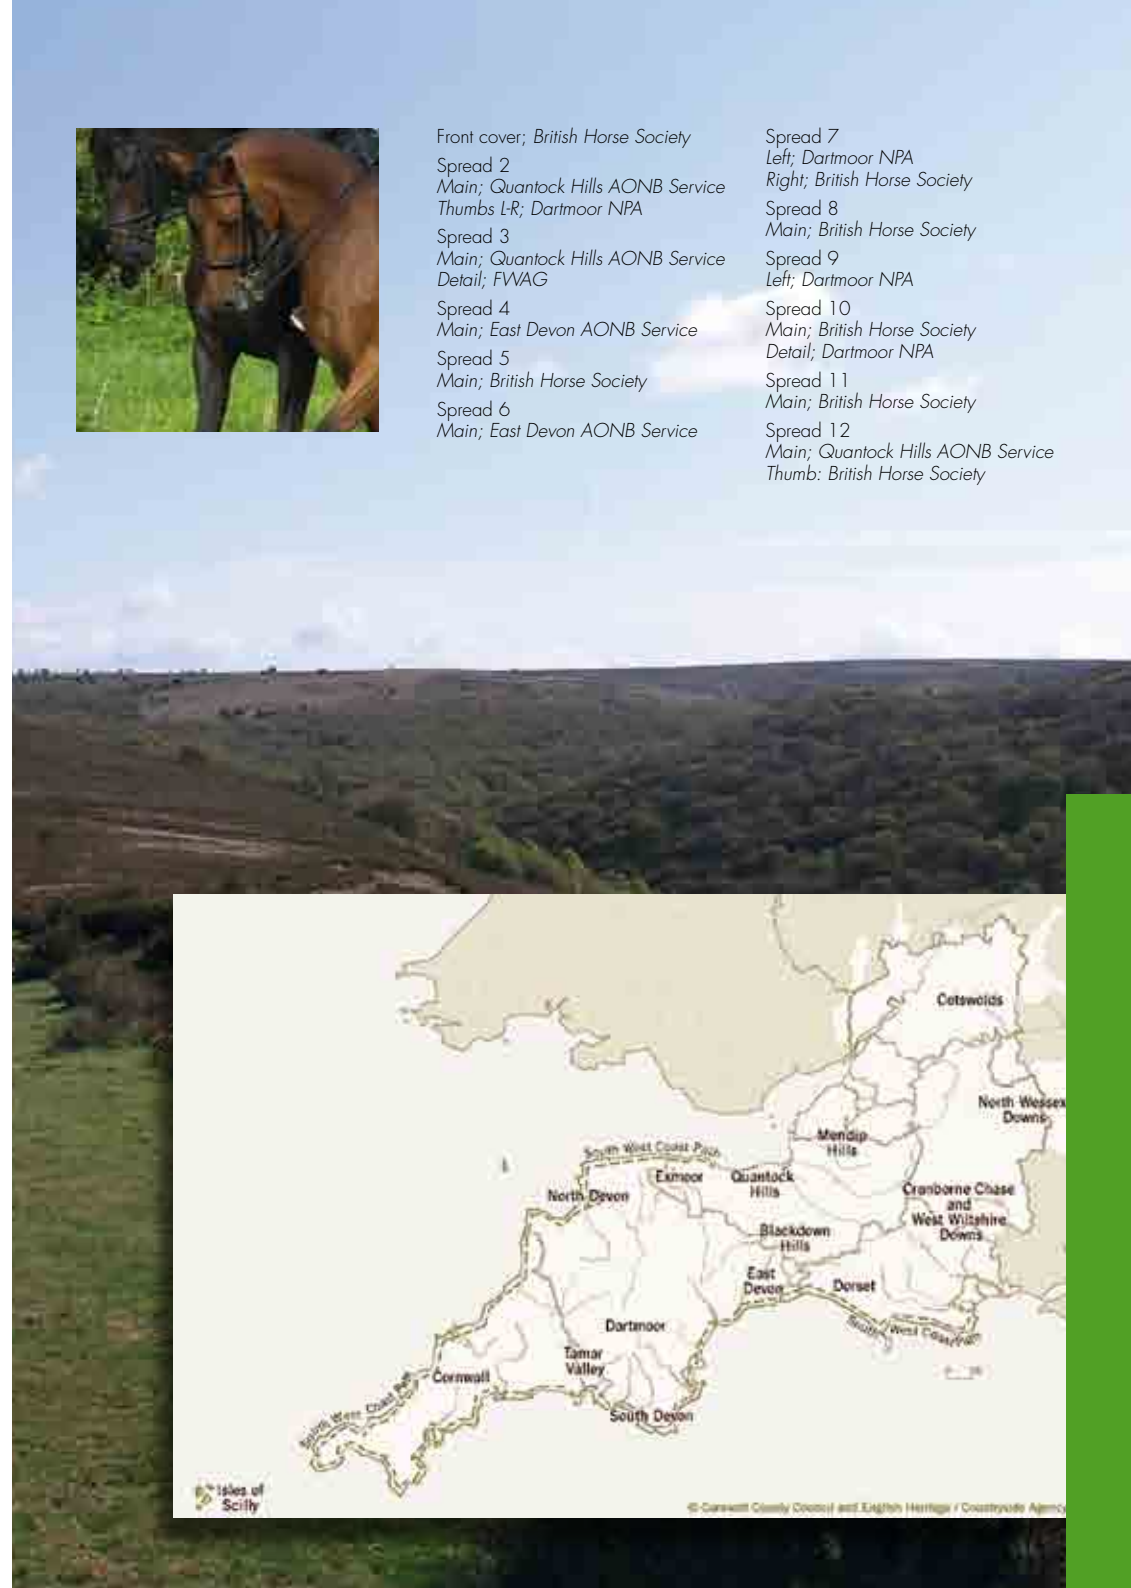 Front cover; British Horse Society
Spread 2
Main; Quantock Hills AONB Service
Thumbs L-R; Dartmoor NPA
Spread 3
Main; Quantock Hills AONB Service
Detail; FWAG
Spread 4
Main; East Devon AONB Service
Spread 5
Main; British Horse Society
Spread 6
Main; East Devon AONB Service
Spread 7
Left; Dartmoor NPA
Right; British Horse Society
Spread 8
Main; British Horse Society
Spread 9
Left; Dartmoor NPA
Spread 10
Main; British Horse Society
Detail; Dartmoor NPA
Spread 11
Main; British Horse Society
Spread 12
Main; Quantock Hills AONB Service
Thumb: British Horse Society
Cotswolds
North Wessex
Downs
Mendip
Hills
South West Coast Path
Exmoor
Quantock
Hills
North Devon
Cranborne Chase
and
West Wiltshire
Downs
Blackdown
Hills
East
Devon
Dorset
South West Coast Path
Dartmoor
Tamar
Valley
Cornwall
South West Coast Path
South Devon
Isles of
Scilly
© County Council and English Heritage / Countryside Agency